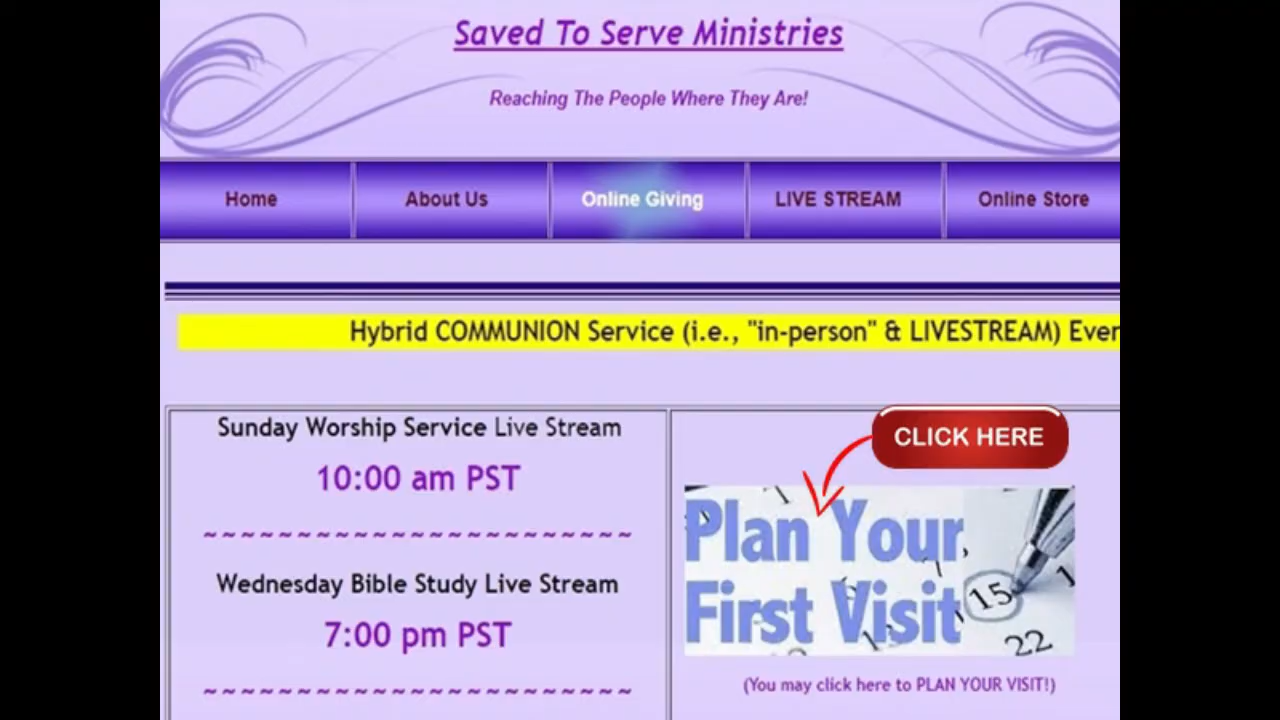 Saved To Serve Ministries
Reaching The People Where They Are!
Home
About Us
Online Giving
LIVE STREAM
Online Store
Hybrid COMMUNION Service (i.e., "in-person" & LIVESTREAM) Ever
Sunday Worship Service Live Stream
10:00 am PST
~~~~~~~~~~~~~~~~~~~~~~~
Wednesday Bible Study Live Stream
7:00 pm PST
~~~~~~~~~~~~~~~~~~~~~~~
CLICK HERE
Plan Your
First Visit
15
22
(You may click here to PLAN YOUR VISIT!)